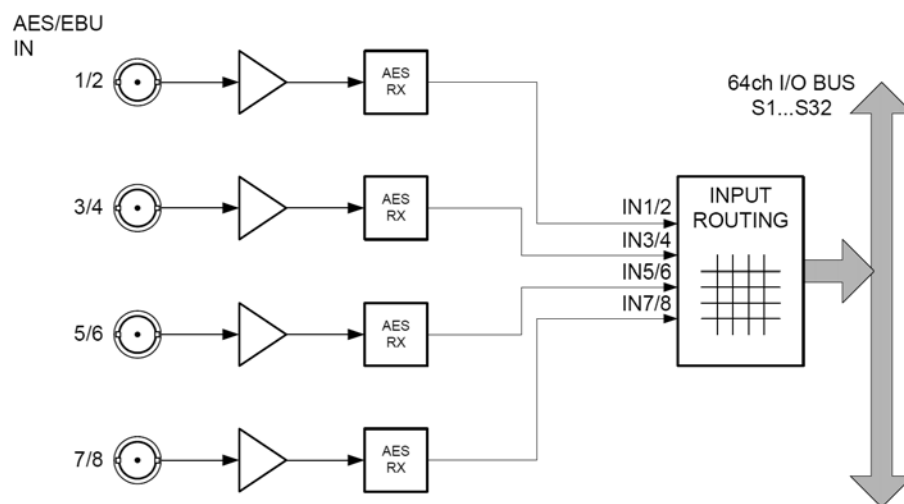 AES/EBU
IN
1/2
AES
RX
3/4
AES
RX
5/6
AES
RX
7/8
AES
RX
IN1/2
IN3/4
IN5/6
IN7/8
INPUT
ROUTING
64ch I/O BUS
S1...S32